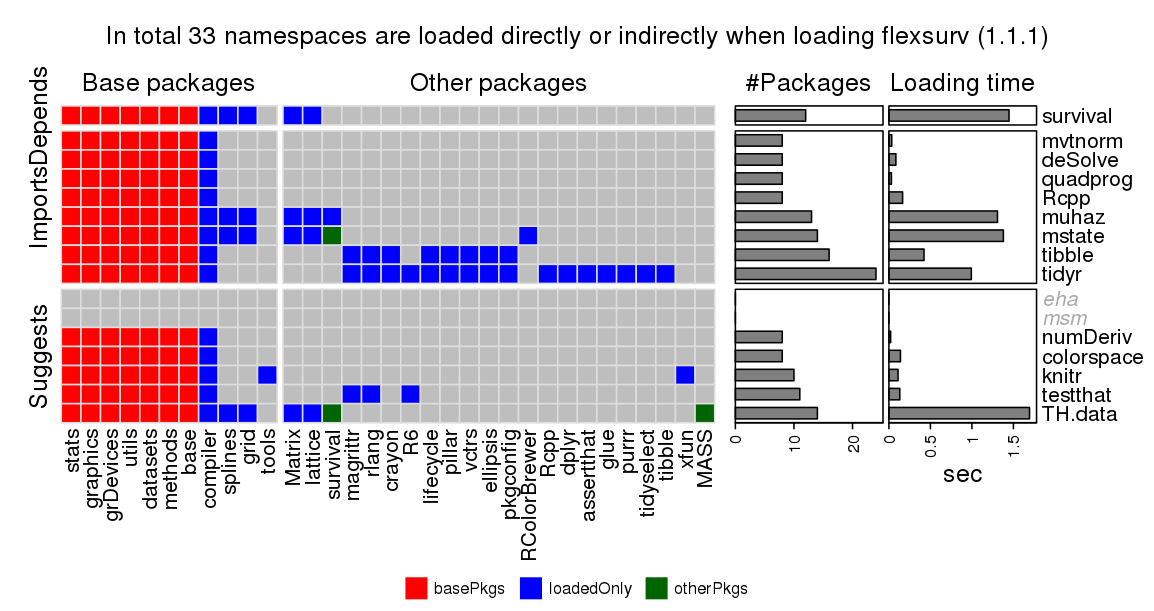 In total 33 namespaces are loaded directly or indirectly when loading flexsurv (1.1.1)
Base packages
Other packages
#Packages
Loading time
Depends
survival
Imports
mvtnorm
deSolve
quadprog
Rcpp
muhaz
mstate
tibble
tidyr
Suggests
eha
msm
numDeriv
colorspace
knitr
testthat
TH.data
stats
graphics
grDevices
utils
datasets
methods
base
compiler
splines
grid
tools
Matrix
lattice
survival
magrittr
rlang
crayon
R6
lifecycle
pillar
vctrs
ellipsis
pkgconfig
RColorBrewer
Rcpp
dplyr
assertthat
glue
purrr
tidyselect
tibble
xfun
MASS
0
10
20
0
0.5
1
1.5
sec
basePkgs
loadedOnly
otherPkgs